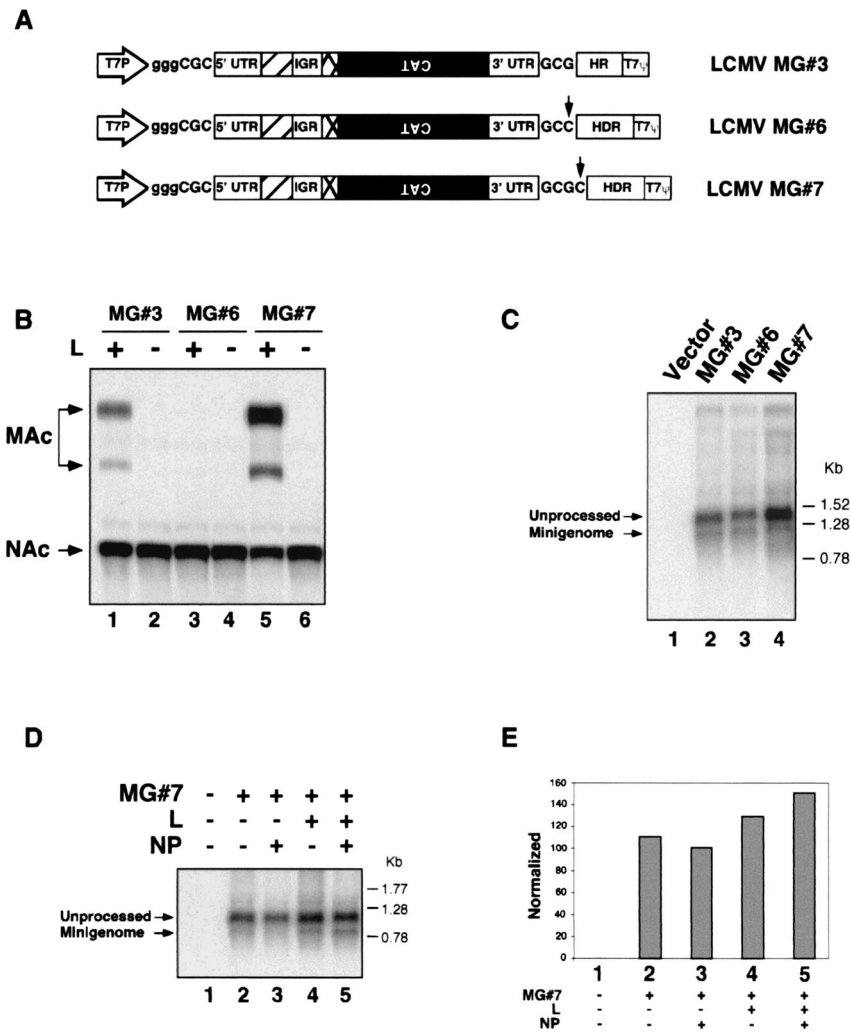 A
T7P gggCGC 5' UTR IGR CAT 3' UTR GCG HR T7ψ LCMV MG#3
T7P gggCGC 5' UTR IGR CAT 3' UTR GCC HDR T7ψ LCMV MG#6
T7P gggCGC 5' UTR IGR CAT 3' UTR GCGC HDR T7ψ LCMV MG#7
B
MG#3 MG#6 MG#7
L + - + - + -
MAc
NAc
1 2 3 4 5 6
C
Vector
MG#3
MG#6
MG#7
Kb
Unprocessed
Minigenome
1.52
1.28
0.78
1 2 3 4
D
MG#7 - + + + +
L - - - + +
NP - - + - +
Kb
Unprocessed
Minigenome
1.77
1.28
0.78
1 2 3 4 5
E
Normalized
160
140
120
100
80
60
40
20
0
1 2 3 4 5
MG#7 - + + + +
L - - - + +
NP - - + - +